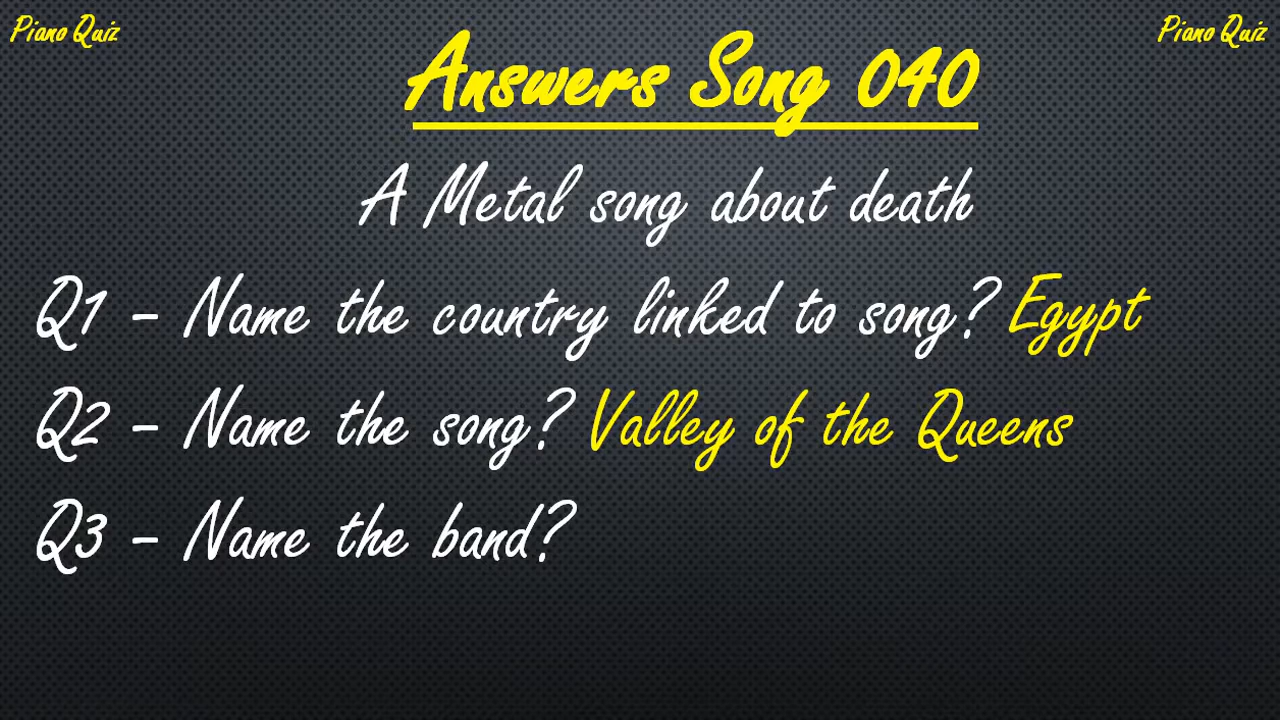 Piano Quiz
Piano Quiz
Answers Song 040
A Metal song about death
Q1 – Name the country linked to song? Egypt
Q2 – Name the song? Valley of the Queens
Q3 – Name the band?